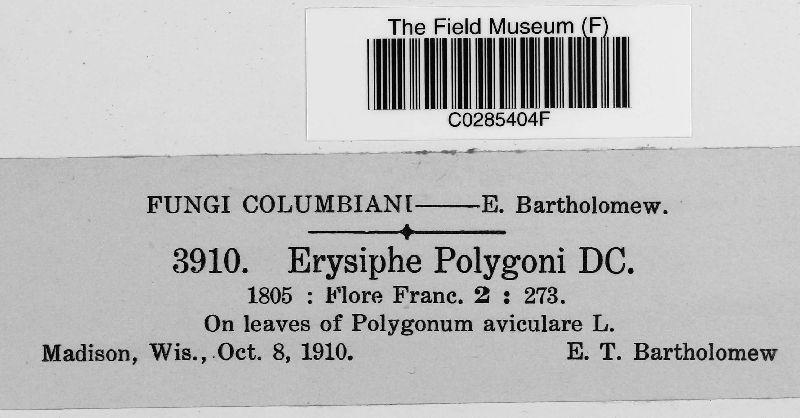 The Field Museum (F)
C0285404F
FUNGI COLUMBIANI——E. Bartholomew.
3910. Erysiphe Polygoni DC.
1805 : Flore Franc. 2 : 273.
On leaves of Polygonum aviculare L.
Madison, Wis., Oct. 8, 1910. E. T. Bartholomew